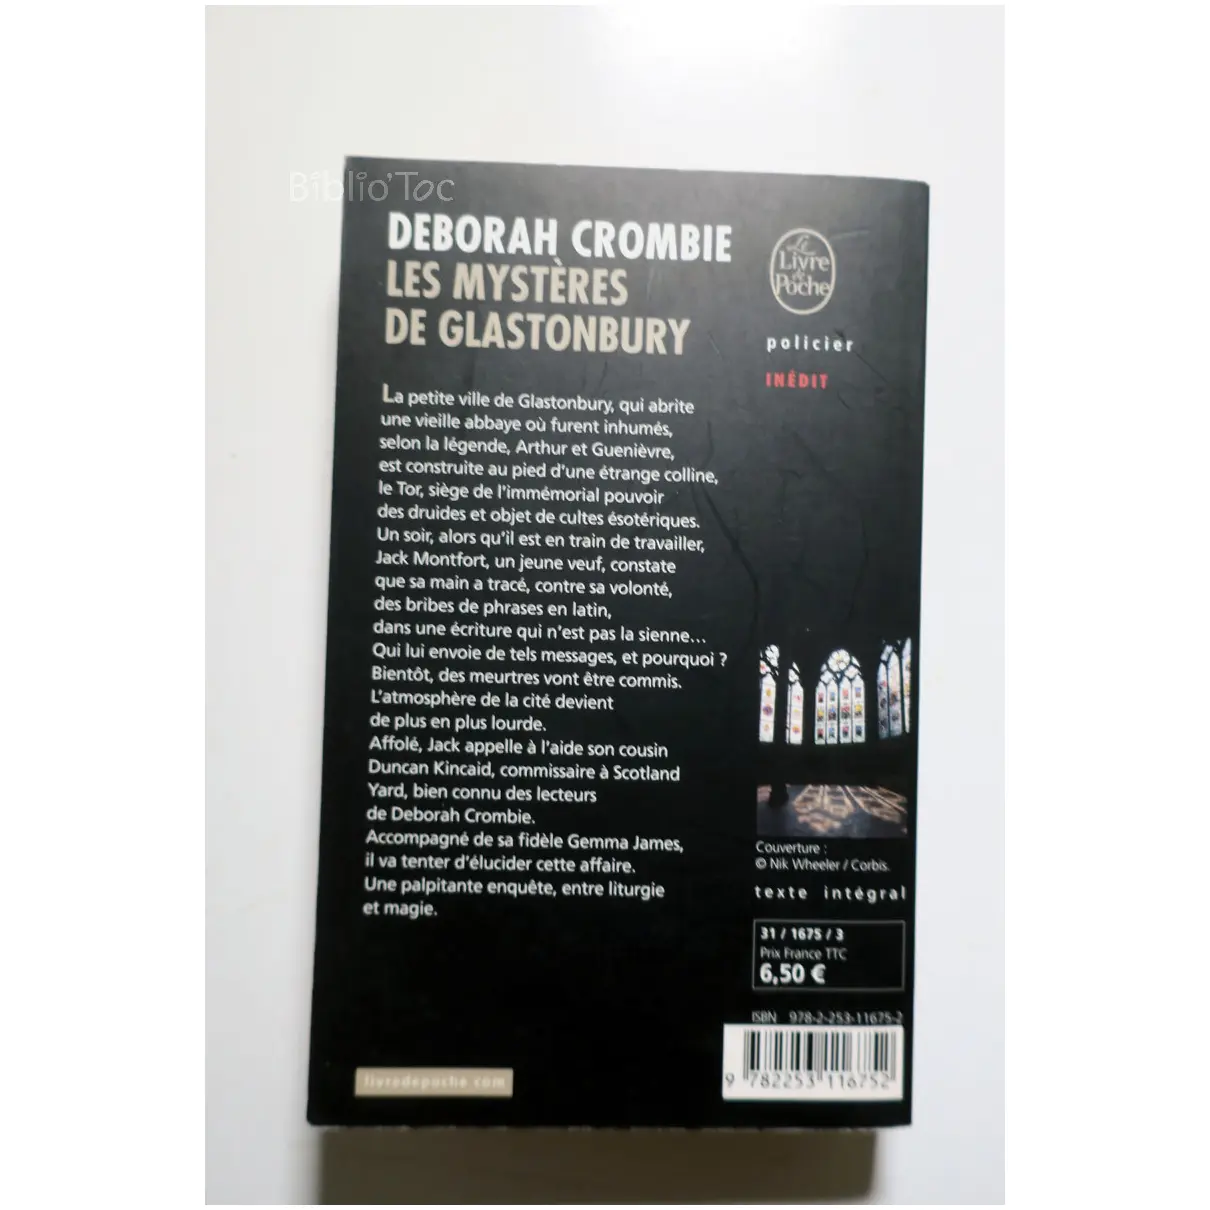 Biblio'Toc
DEBORAH CROMBIE
LES MYSTÈRES
DE GLASTONBURY
Le
Livre
de
Poche
policier
INÉDIT
La petite ville de Glastonbury, qui abrite
une vieille abbaye où furent inhumés,
selon la légende, Arthur et Guenièvre,
est construite au pied d'une étrange colline,
le Tor, siège de l'immémorial pouvoir
des druides et objet de cultes ésotériques.
Un soir, alors qu'il est en train de travailler,
Jack Montfort, un jeune veuf, constate
que sa main a tracé, contre sa volonté,
des bribes de phrases en latin,
dans une écriture qui n'est pas la sienne...
Qui lui envoie de tels messages, et pourquoi ?
Bientôt, des meurtres vont être commis.
L'atmosphère de la cité devient
de plus en plus lourde.
Affolé, Jack appelle à l'aide son cousin
Duncan Kincaid, commissaire à Scotland
Yard, bien connu des lecteurs
de Deborah Crombie.
Accompagné de sa fidèle Gemma James,
il va tenter d'élucider cette affaire.
Une palpitante enquête, entre liturgie
et magie.
Couverture :
© Nik Wheeler / Corbis.
texte intégral
31 / 1675 / 3
Prix France TTC
6,50 €
ISBN 978-2-253-11675-2
9 782253 116752
livredepoche.com